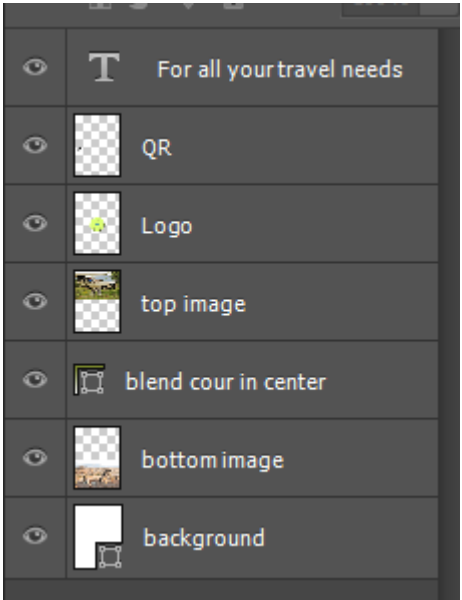 T For all your travel needs
QR
Logo
top image
blend cour in center
bottom image
background